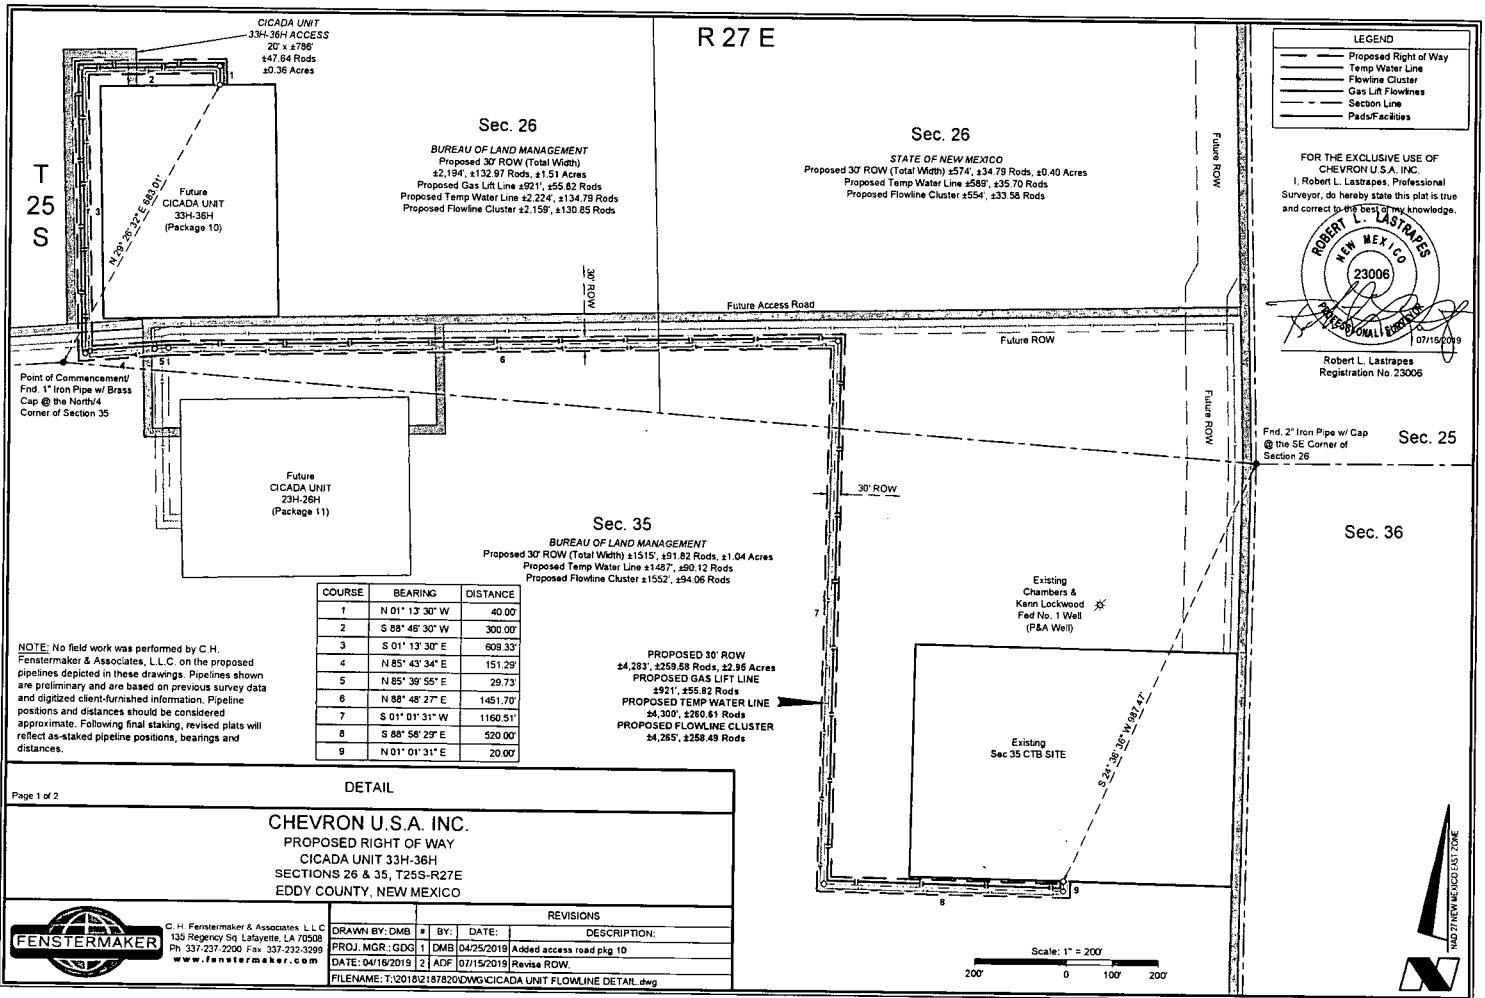 CICADA UNIT
33H-36H ACCESS
20' x ±786'
±47.64 Rods
±0.36 Acres
R 27 E
LEGEND
Proposed Right of Way
Temp Water Line
Flowline Cluster
Gas Lift Flowlines
Section Line
Pads/Facilities
T
25
S
1
2
3
N 29° 26' 32" E 683.01'
Future
CICADA UNIT
33H-36H
(Package 10)
Sec. 26
BUREAU OF LAND MANAGEMENT
Proposed 30' ROW (Total Width)
±2,194', ±132.97 Rods, ±1.51 Acres
Proposed Gas Lift Line ±921', ±55.82 Rods
Proposed Temp Water Line ±2,224', ±134.79 Rods
Proposed Flowline Cluster ±2,159', ±130.85 Rods
Sec. 26
STATE OF NEW MEXICO
Proposed 30' ROW (Total Width) ±574', ±34.79 Rods, ±0.40 Acres
Proposed Temp Water Line ±589', ±35.70 Rods
Proposed Flowline Cluster ±554', ±33.58 Rods
Future ROW
FOR THE EXCLUSIVE USE OF
CHEVRON U.S.A. INC.
I, Robert L. Lastrapes, Professional
Surveyor, do hereby state this plat is true
and correct to the best of my knowledge.
ROBERT L. LASTRAPES
NEW MEXICO
23006
PROFESSIONAL SURVEYOR
07/16/2019
Robert L. Lastrapes
Registration No. 23006
30' ROW
Future Access Road
Future ROW
4
5
6
Point of Commencement/
Fnd. 1" Iron Pipe w/ Brass
Cap @ the North/4
Corner of Section 35
Future ROW
Fnd. 2" Iron Pipe w/ Cap
@ the SE Corner of
Section 26
Sec. 25
Future
CICADA UNIT
23H-26H
(Package 11)
30' ROW
Sec. 35
BUREAU OF LAND MANAGEMENT
Proposed 30' ROW (Total Width) ±1515', ±91.82 Rods, ±1.04 Acres
Proposed Temp Water Line ±1487', ±90.12 Rods
Proposed Flowline Cluster ±1552', ±94.06 Rods
Sec. 36
Existing
Chambers &
Kenn Lockwood
Fed No. 1 Well
(P&A Well)
7
COURSE BEARING DISTANCE
1 N 01° 13' 30" W 40.00'
2 S 88° 46' 30" W 300.00'
3 S 01° 13' 30" E 609.33'
4 N 85° 43' 34" E 151.29'
5 N 85° 39' 55" E 29.73'
6 N 88° 48' 27" E 1451.70'
7 S 01° 01' 31" W 1160.51'
8 S 88° 58' 29" E 520.00'
9 N 01° 01' 31" E 20.00'
NOTE: No field work was performed by C.H.
Fenstermaker & Associates, L.L.C. on the proposed
pipelines depicted in these drawings. Pipelines shown
are preliminary and are based on previous survey data
and digitized client-furnished information. Pipeline
positions and distances should be considered
approximate. Following final staking, revised plats will
reflect as-staked pipeline positions, bearings and
distances.
PROPOSED 30' ROW
±4,283', ±259.58 Rods, ±2.95 Acres
PROPOSED GAS LIFT LINE
±921', ±55.82 Rods
PROPOSED TEMP WATER LINE
±4,300', ±260.61 Rods
PROPOSED FLOWLINE CLUSTER
±4,265', ±258.49 Rods
Existing
Sec 35 CTB SITE
S 24° 36' 36" W 987.47'
8
9
Page 1 of 2
DETAIL
CHEVRON U.S.A. INC.
PROPOSED RIGHT OF WAY
CICADA UNIT 33H-36H
SECTIONS 26 & 35, T25S-R27E
EDDY COUNTY, NEW MEXICO
FENSTERMAKER
C. H. Fenstermaker & Associates, L.L.C
135 Regency Sq. Lafayette, LA 70508
Ph 337-237-2200 Fax 337-232-3299
www.fenstermaker.com
REVISIONS
DRAWN BY: DMB # BY: DATE: DESCRIPTION:
PROJ. MGR.: GDG 1 DMB 04/25/2019 Added access road pkg 10
DATE: 04/16/2019 2 ADF 07/15/2019 Revise ROW.
FILENAME: T:\2018\2187820\DWG\CICADA UNIT FLOWLINE DETAIL.dwg
Scale: 1" = 200'
200' 0 100' 200'
NAD 27 NEW MEXICO EAST ZONE